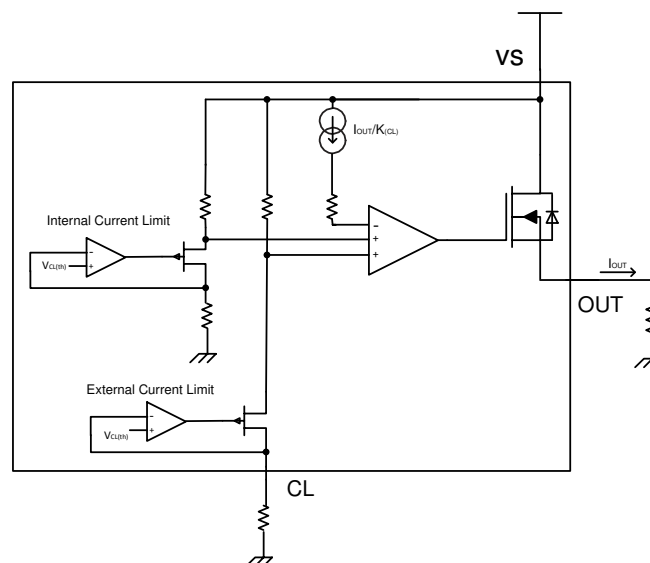 VS
IOUT/K(CL)
Internal Current Limit
VCL(th)
−
+
−
+
+
IOUT
OUT
External Current Limit
VCL(th)
−
+
CL